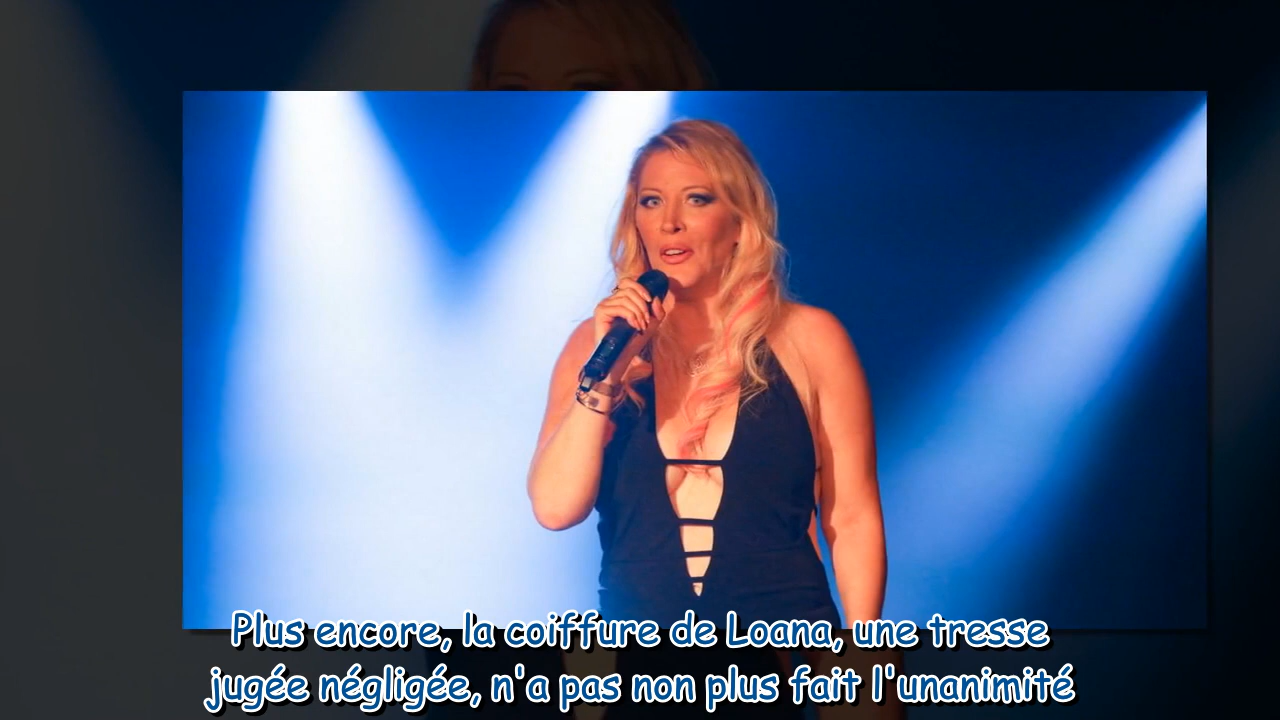 Plus encore, la coiffure de Loana, une tresse
jugée négligée, n'a pas non plus fait l'unanimité